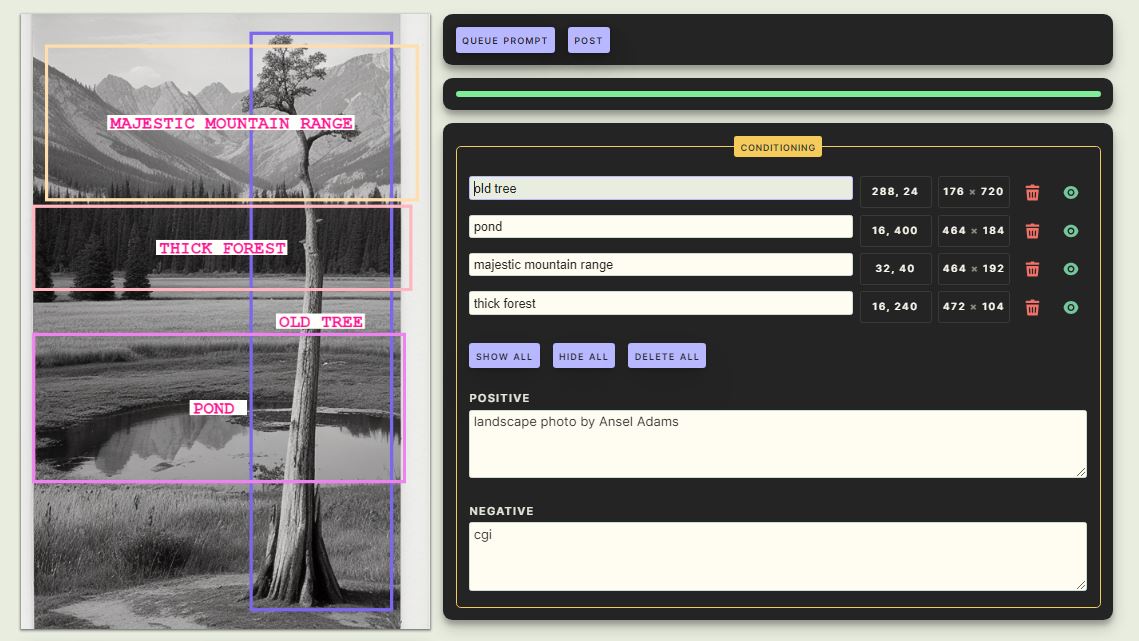 MAJESTIC MOUNTAIN RANGE
THICK FOREST
OLD TREE
POND
QUEUE PROMPT
POST
CONDITIONING
old tree
288, 24
176 × 720
pond
16, 400
464 × 184
majestic mountain range
32, 40
464 × 192
thick forest
16, 240
472 × 104
SHOW ALL
HIDE ALL
DELETE ALL
POSITIVE
landscape photo by Ansel Adams
NEGATIVE
cgi